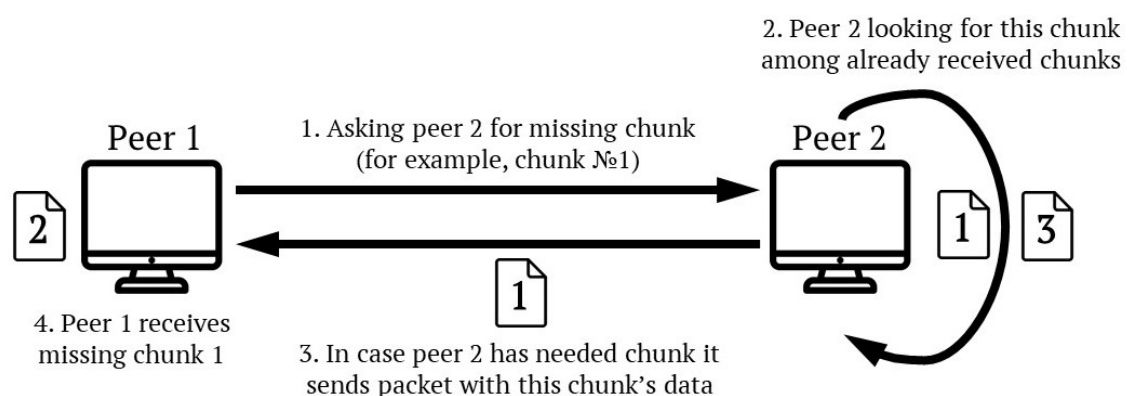 2. Peer 2 looking for this chunk
among already received chunks
Peer 1
1. Asking peer 2 for missing chunk
(for example, chunk №1)
Peer 2
2
1
3
1
4. Peer 1 receives
missing chunk 1
3. In case peer 2 has needed chunk it
sends packet with this chunk's data